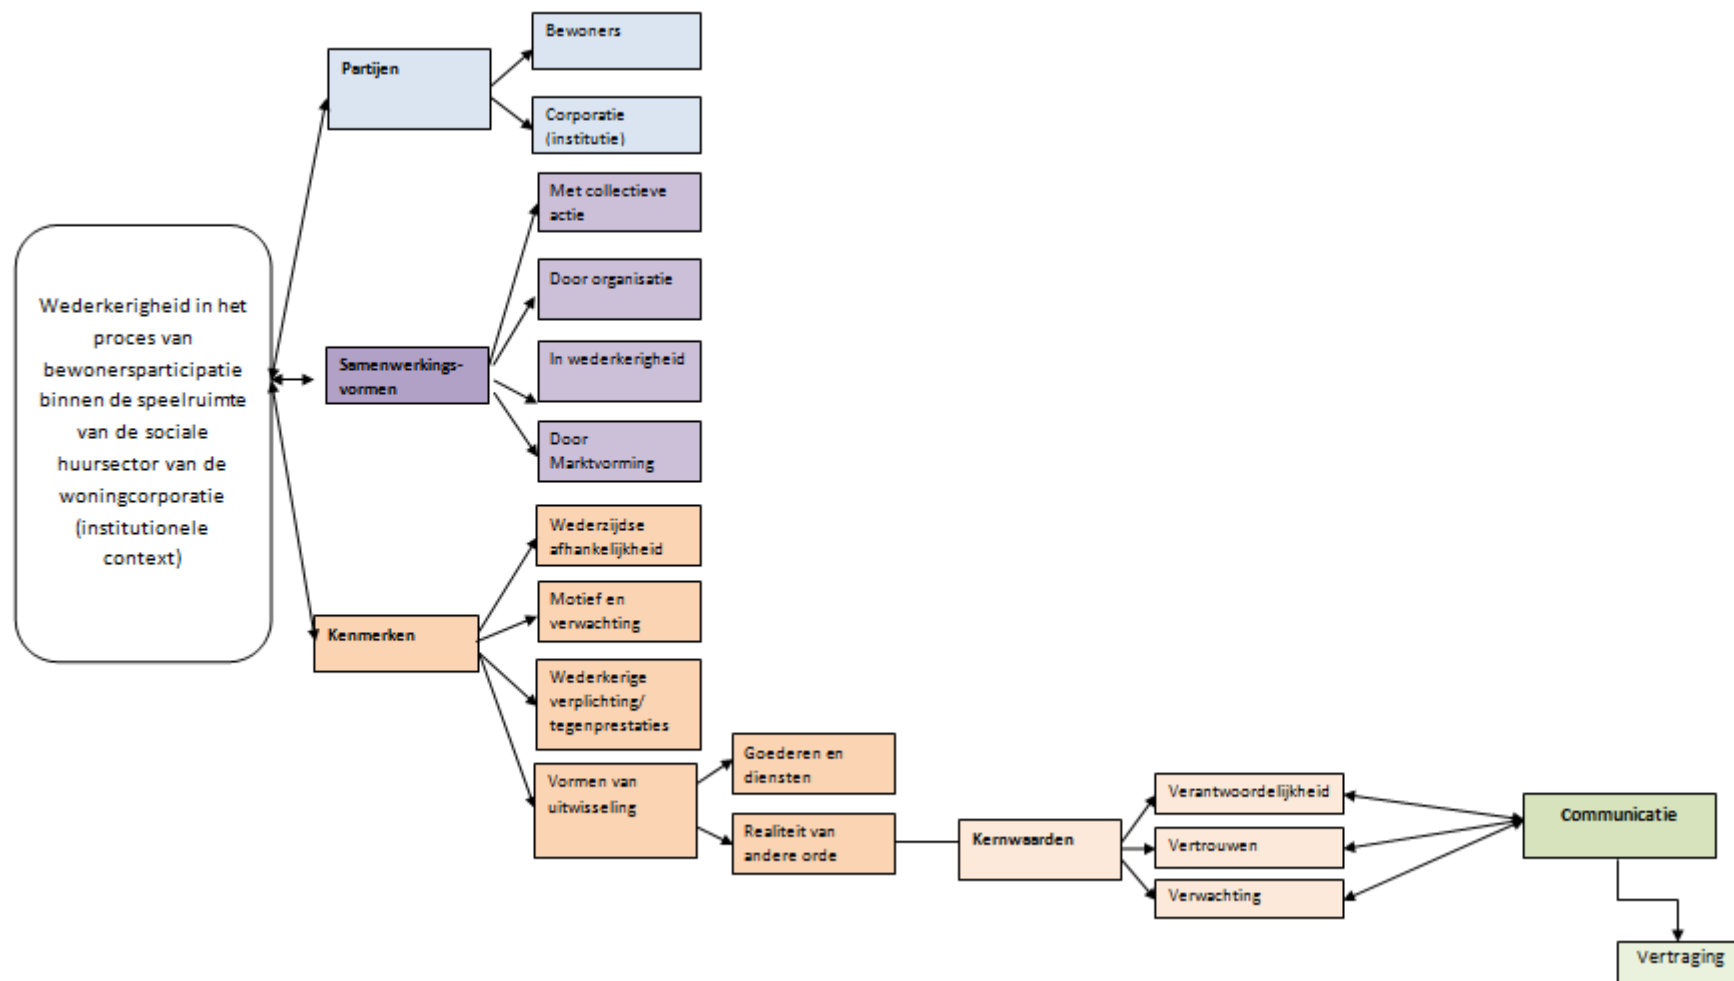 Wederkerigheid in het
proces van
bewonersparticipatie
binnen de speelruimte
van de sociale
huursector van de
woningcorporatie
(institutionele
context)
Partijen
Bewoners
Corporatie
(institutie)
Samenwerkings-
vormen
Met collectieve
actie
Door organisatie
In wederkerigheid
Door
Marktvorming
Kenmerken
Wederzijdse
afhankelijkheid
Motief en
verwachting
Wederkerige
verplichting/
tegenprestaties
Vormen van
uitwisseling
Goederen en
diensten
Realiteit van
andere orde
Kernwaarden
Verantwoordelijkheid
Vertrouwen
Verwachting
Communicatie
Vertraging